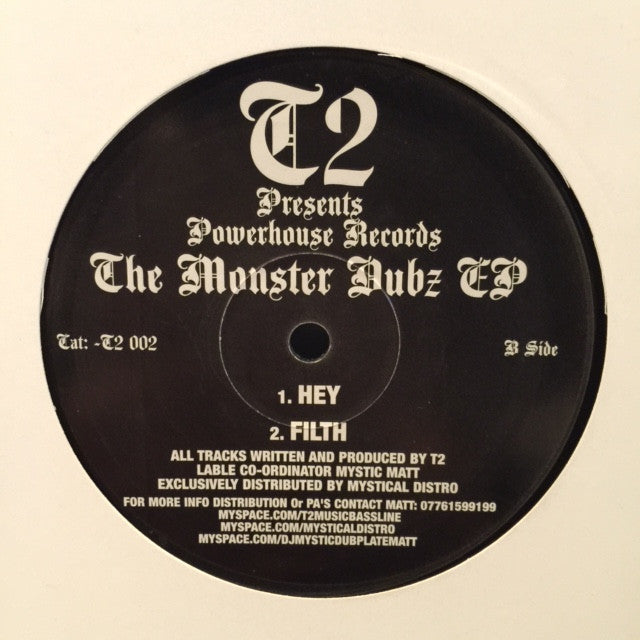 T2
Presents
Powerhouse Records
The Monster Dubz EP
Cat: -T2 002
B Side
1. HEY
2. FILTH
ALL TRACKS WRITTEN AND PRODUCED BY T2
LABLE CO-ORDINATOR MYSTIC MATT
EXCLUSIVELY DISTRIBUTED BY MYSTICAL DISTRO
FOR MORE INFO DISTRIBUTION Or PA'S CONTACT MATT: 07761599199
MYSPACE.COM/T2MUSICBASSLINE
MYSPACE.COM/MYSTICALDISTRO
MYSPACE.COM/DJMYSTICDUBPLATEMATT